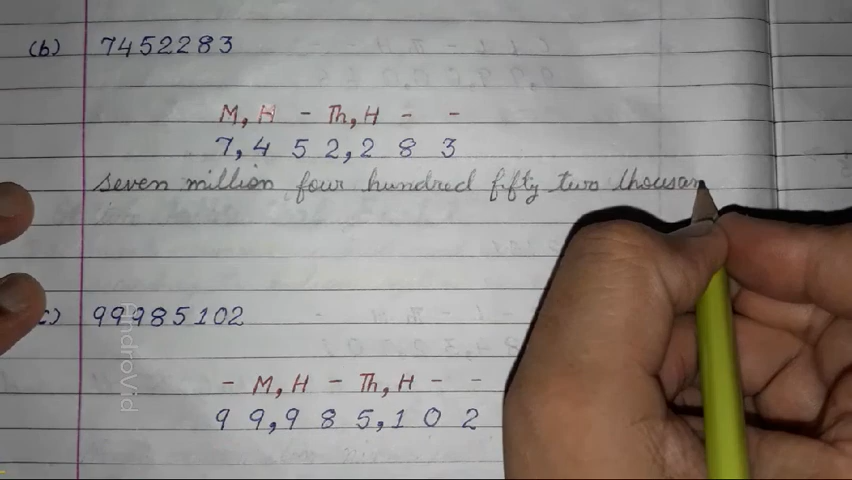 (b) 7452283
M, H - Th, H - -
7, 4 5 2, 2 8 3
seven million four hundred fifty two thousan
c) 99985102
AndroVid
- M, H - Th, H - -
9 9, 9 8 5, 1 0 2